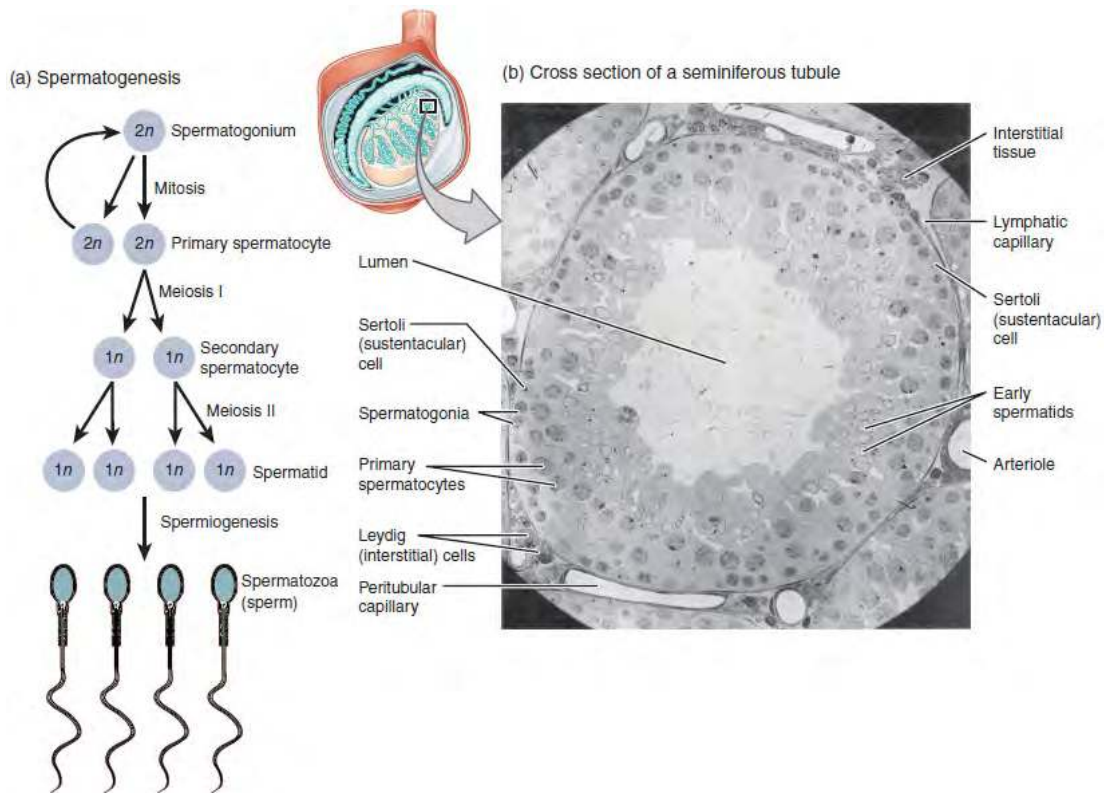 (a) Spermatogenesis
2n
Spermatogonium
Mitosis
2n
2n
Primary spermatocyte
Meiosis I
1n
1n
Secondary
spermatocyte
Meiosis II
1n
1n
1n
1n
Spermatid
Spermiogenesis
Spermatozoa
(sperm)
(b) Cross section of a seminiferous tubule
Lumen
Sertoli
(sustentacular)
cell
Spermatogonia
Primary
spermatocytes
Leydig
(interstitial) cells
Peritubular
capillary
Interstitial
tissue
Lymphatic
capillary
Sertoli
(sustentacular)
cell
Early
spermatids
Arteriole